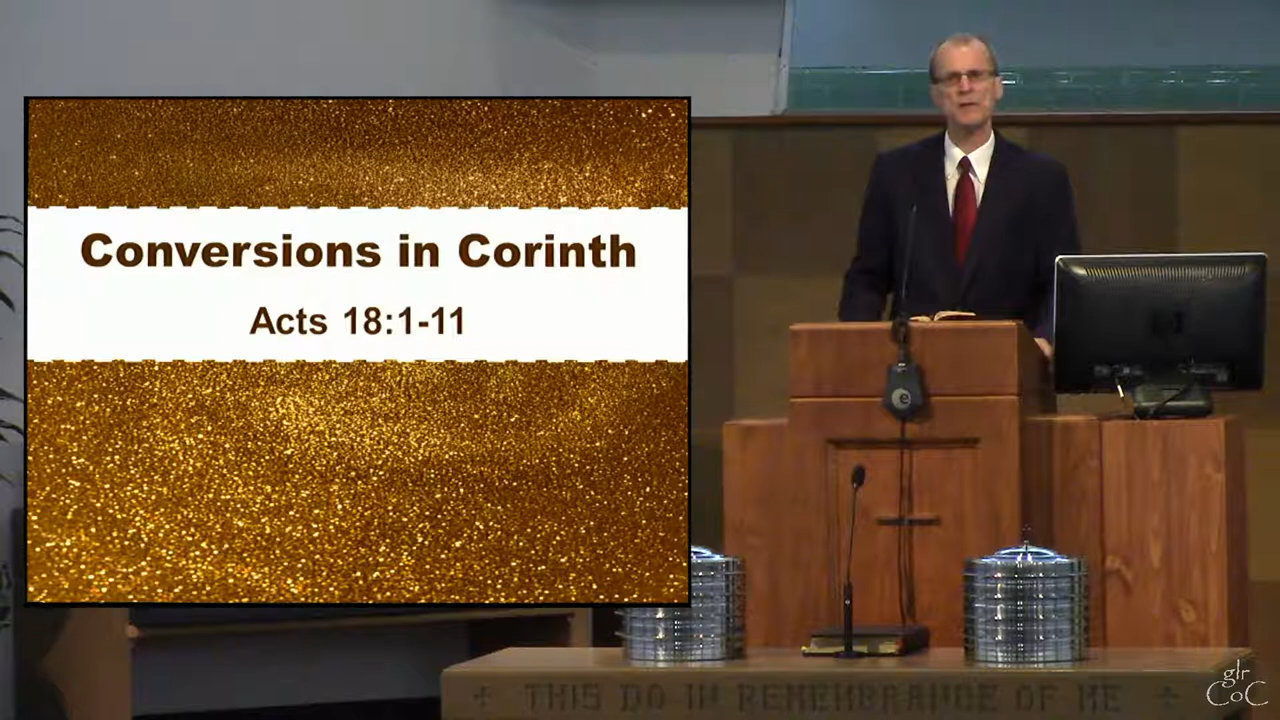 Conversions in Corinth
Acts 18:1-11
e
THIS DO IN REMEMBRANCE OF ME
glr
CoC